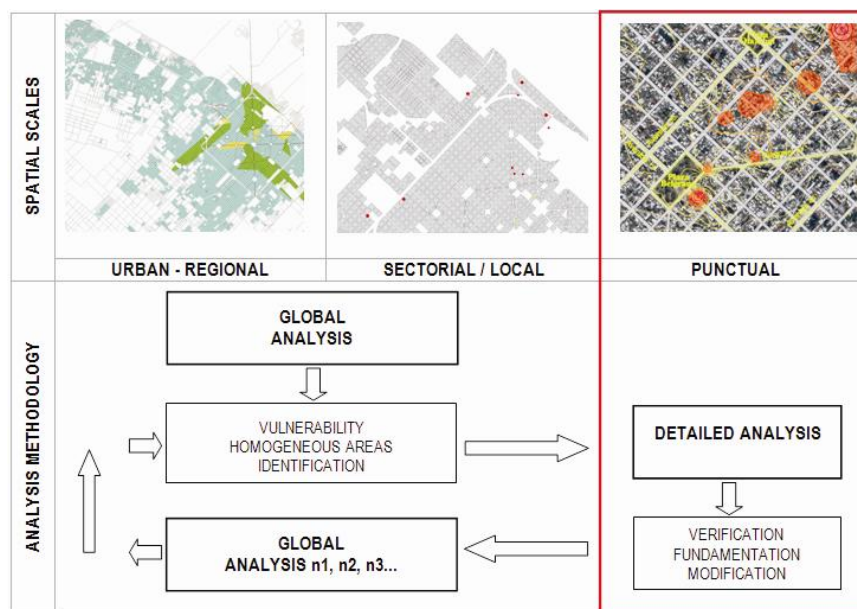 SPATIAL SCALES
URBAN - REGIONAL
SECTORIAL / LOCAL
PUNCTUAL
ANALYSIS METHODOLOGY
GLOBAL
ANALYSIS
VULNERABILITY
HOMOGENEOUS AREAS
IDENTIFICATION
DETAILED ANALYSIS
GLOBAL
ANALYSIS n1, n2, n3...
VERIFICATION
FUNDAMENTATION
MODIFICATION